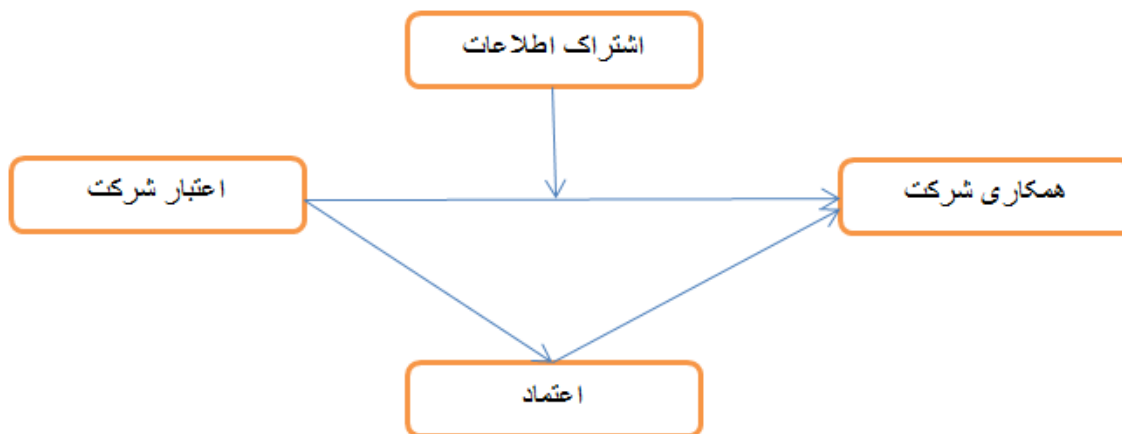 اشتراک اطلاعات
اعتبار شرکت
همکاری شرکت
اعتماد